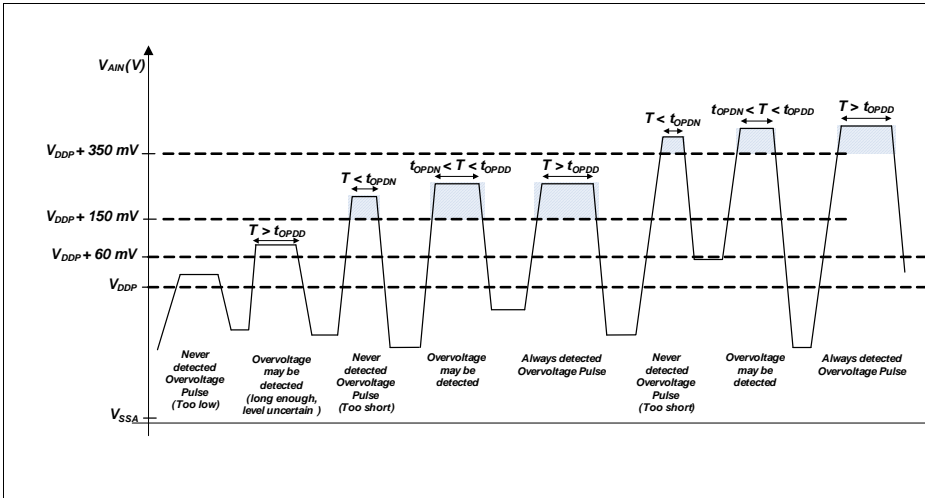 V_AIN (V)
V_DDP + 350 mV
V_DDP + 150 mV
V_DDP + 60 mV
V_DDP
V_SSA
T > t_OPDD
T < t_OPDN
t_OPDN < T < t_OPDD
T > t_OPDD
T < t_OPDN
t_OPDN < T < t_OPDD
T > t_OPDD
Never
detected
Overvoltage
Pulse
(Too low)
Overvoltage
may be
detected
(long enough,
level uncertain )
Never
detected
Overvoltage
Pulse
(Too short)
Overvoltage
may be
detected
Always detected
Overvoltage Pulse
Never
detected
Overvoltage
Pulse
(Too short)
Overvoltage
may be
detected
Always detected
Overvoltage Pulse